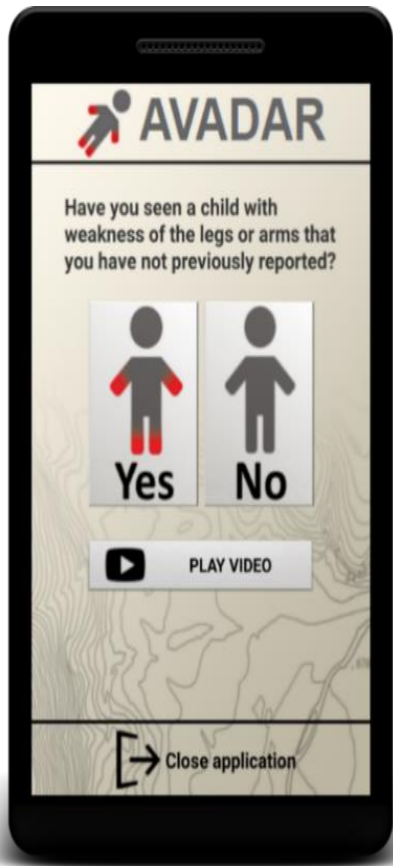 AVADAR
Have you seen a child with
weakness of the legs or arms that
you have not previously reported?
Yes No
PLAY VIDEO
Close application